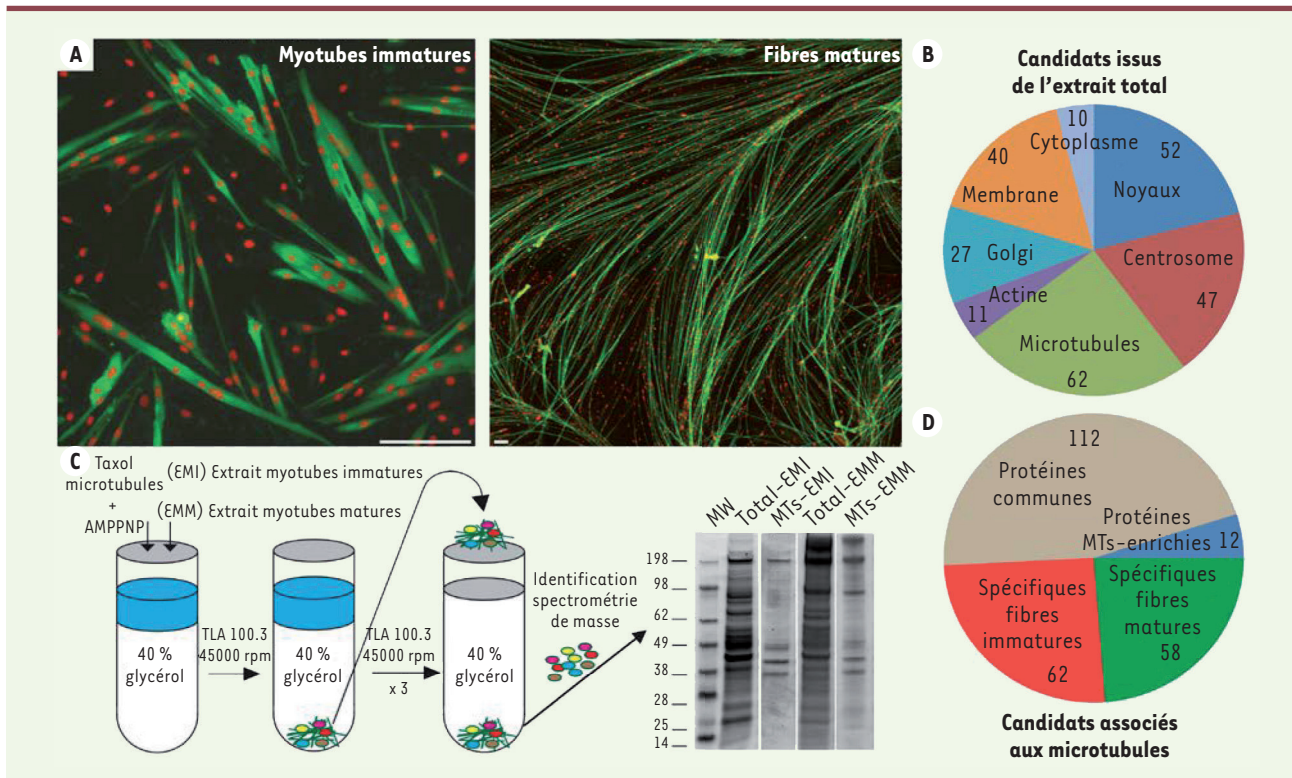 A
Myotubes immatures
Fibres matures
B
Candidats issus
de l'extrait total
10
Cytoplasme
52
Noyaux
40
Membrane
27
Golgi
Centrosome
47
Actine
11
Microtubules
62
C
Taxol
microtubules
+
AMPPNP
(EMI) Extrait myotubes immatures
(EMM) Extrait myotubes matures
40 %
glycérol
TLA 100.3
45000 rpm
40 %
glycérol
TLA 100.3
45000 rpm
x 3
40 %
glycérol
Identification
spectrométrie
de masse
MW
Total-EMI
MTs-EMI
Total-EMM
MTs-EMM
198
98
62
49
38
28
25
14
D
112
Protéines
communes
Protéines
MTs-enrichies
12
Spécifiques
fibres
immatures
62
Spécifiques
fibres
matures
58
Candidats associés
aux microtubules